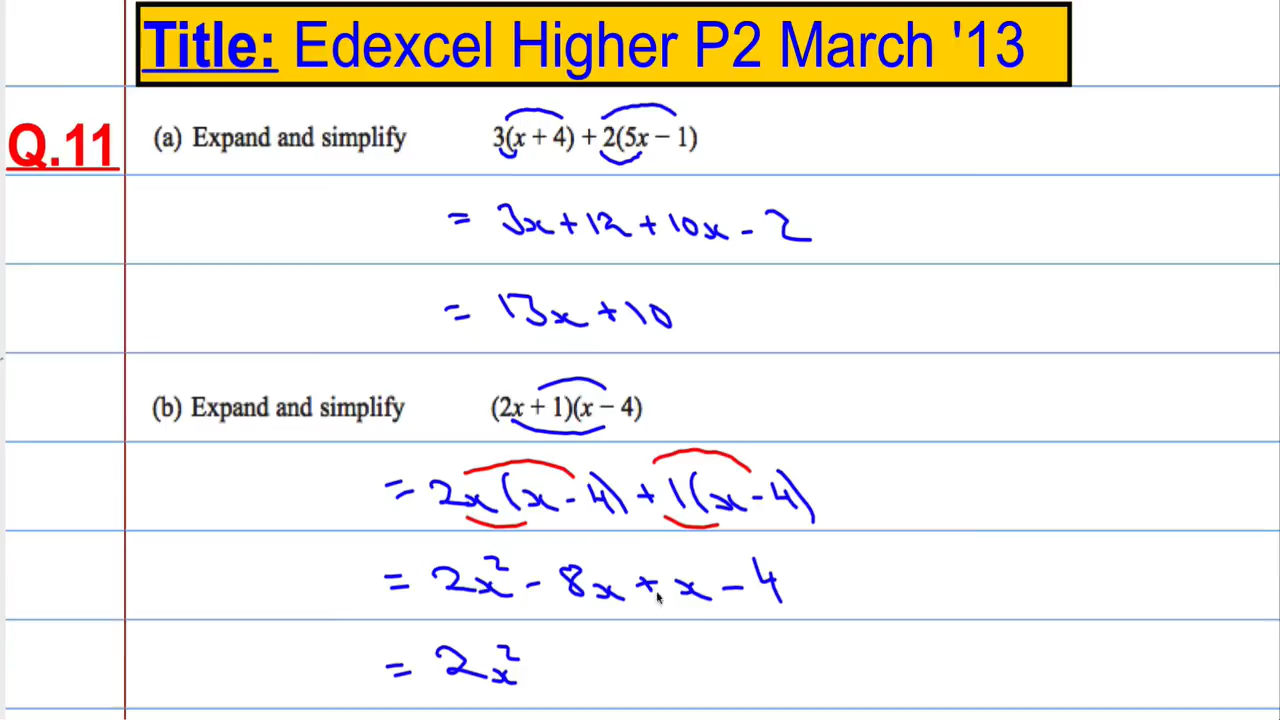 Title: Edexcel Higher P2 March '13
Q.11 (a) Expand and simplify 3(x + 4) + 2(5x − 1)
= 3x + 12 + 10x - 2
= 13x + 10
(b) Expand and simplify (2x + 1)(x − 4)
= 2x(x - 4) + 1(x - 4)
= 2x² - 8x + x - 4
= 2x²